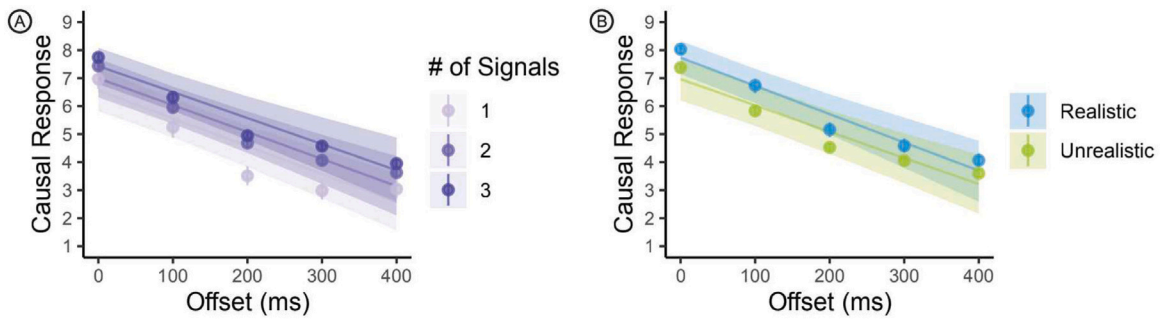 A
Causal Response
9
8
7
6
5
4
3
2
1
0 100 200 300 400
Offset (ms)
# of Signals
1
2
3
B
Causal Response
9
8
7
6
5
4
3
2
1
0 100 200 300 400
Offset (ms)
Realistic
Unrealistic